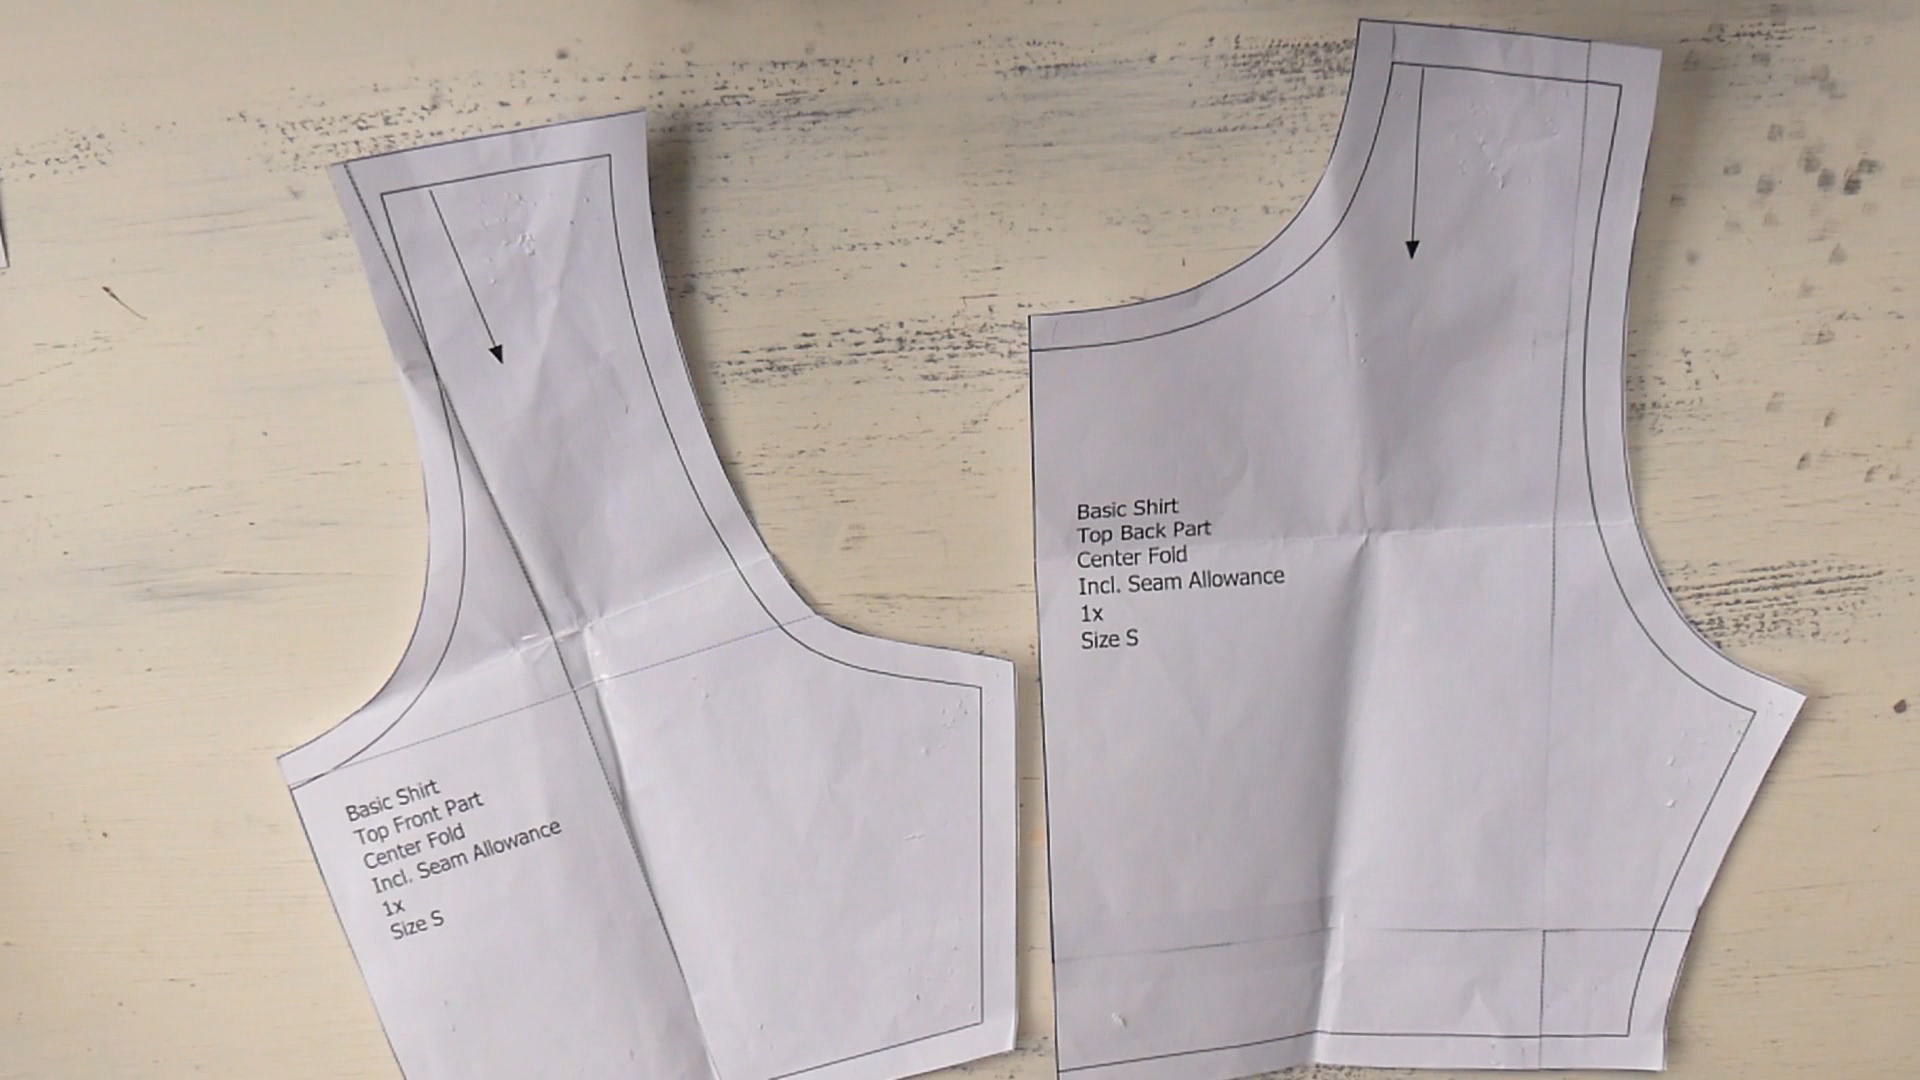 Basic Shirt
Top Front Part
Center Fold
Incl. Seam Allowance
1x
Size S
Basic Shirt
Top Back Part
Center Fold
Incl. Seam Allowance
1x
Size S